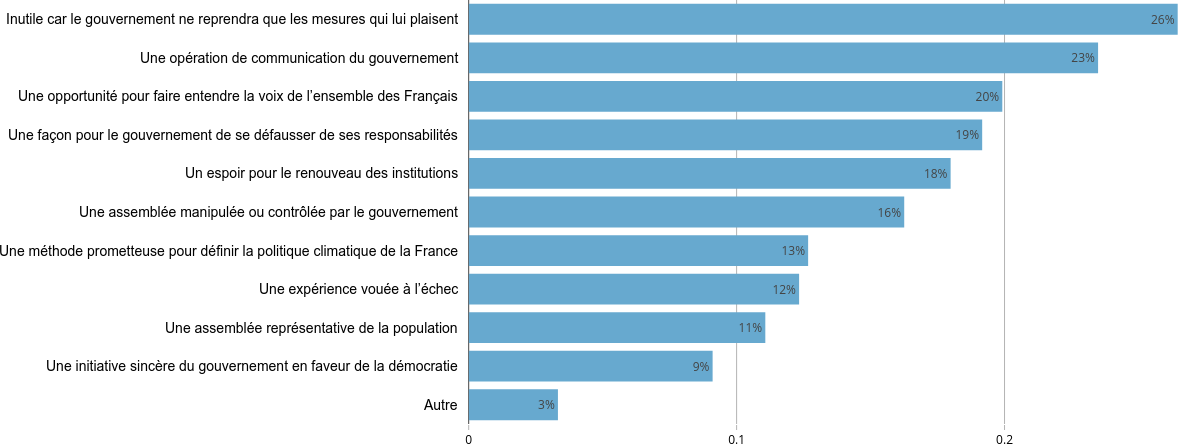 Inutile car le gouvernement ne reprendra que les mesures qui lui plaisent 26%
Une opération de communication du gouvernement 23%
Une opportunité pour faire entendre la voix de l’ensemble des Français 20%
Une façon pour le gouvernement de se défausser de ses responsabilités 19%
Un espoir pour le renouveau des institutions 18%
Une assemblée manipulée ou contrôlée par le gouvernement 16%
Une méthode prometteuse pour définir la politique climatique de la France 13%
Une expérience vouée à l’échec 12%
Une assemblée représentative de la population 11%
Une initiative sincère du gouvernement en faveur de la démocratie 9%
Autre 3%
0 0.1 0.2